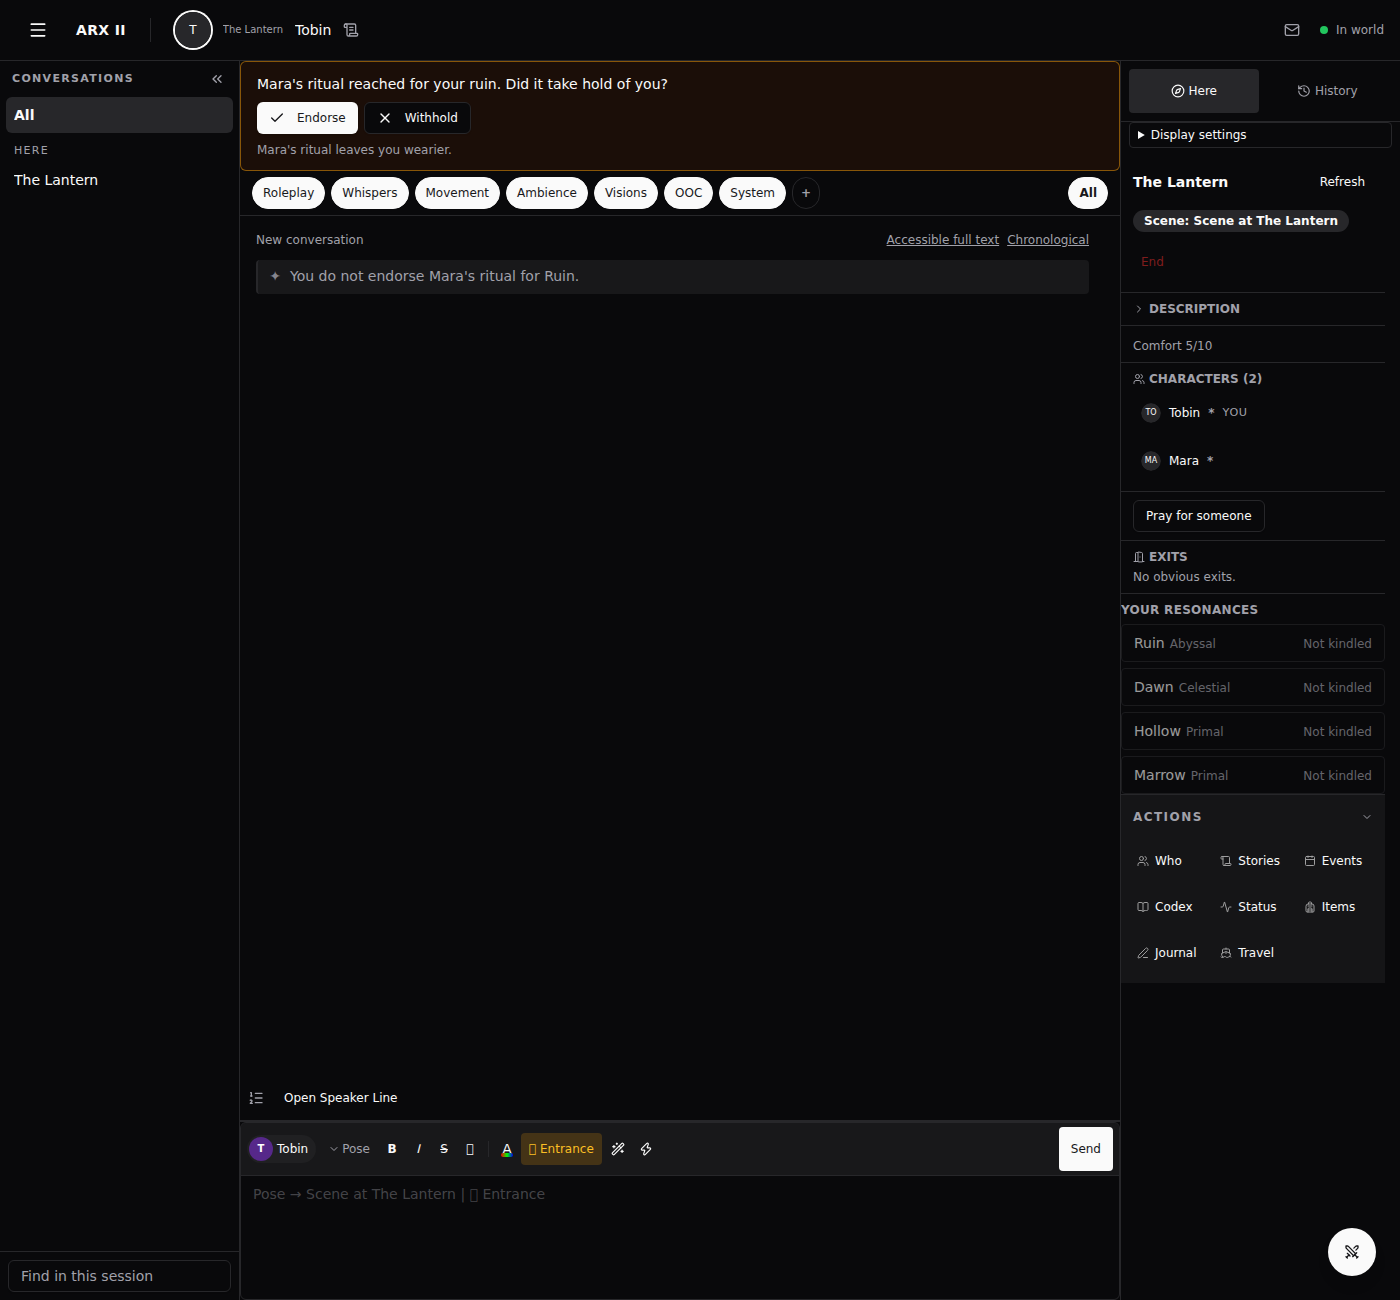 ARX II
T
The Lantern
Tobin
In world
CONVERSATIONS
All
HERE
The Lantern
Find in this session
Mara's ritual reached for your ruin. Did it take hold of you?
Endorse
Withhold
Mara's ritual leaves you wearier.
Roleplay
Whispers
Movement
Ambience
Visions
OOC
System
+
All
New conversation
Accessible full text
Chronological
You do not endorse Mara's ritual for Ruin.
Open Speaker Line
T
Tobin
Pose
B
I
S
A
Entrance
Send
Pose → Scene at The Lantern | Entrance
Here
History
Display settings
The Lantern
Refresh
Scene: Scene at The Lantern
End
DESCRIPTION
Comfort 5/10
CHARACTERS (2)
TO
Tobin * YOU
MA
Mara *
Pray for someone
EXITS
No obvious exits.
YOUR RESONANCES
Ruin Abyssal Not kindled
Dawn Celestial Not kindled
Hollow Primal Not kindled
Marrow Primal Not kindled
ACTIONS
Who
Stories
Events
Codex
Status
Items
Journal
Travel